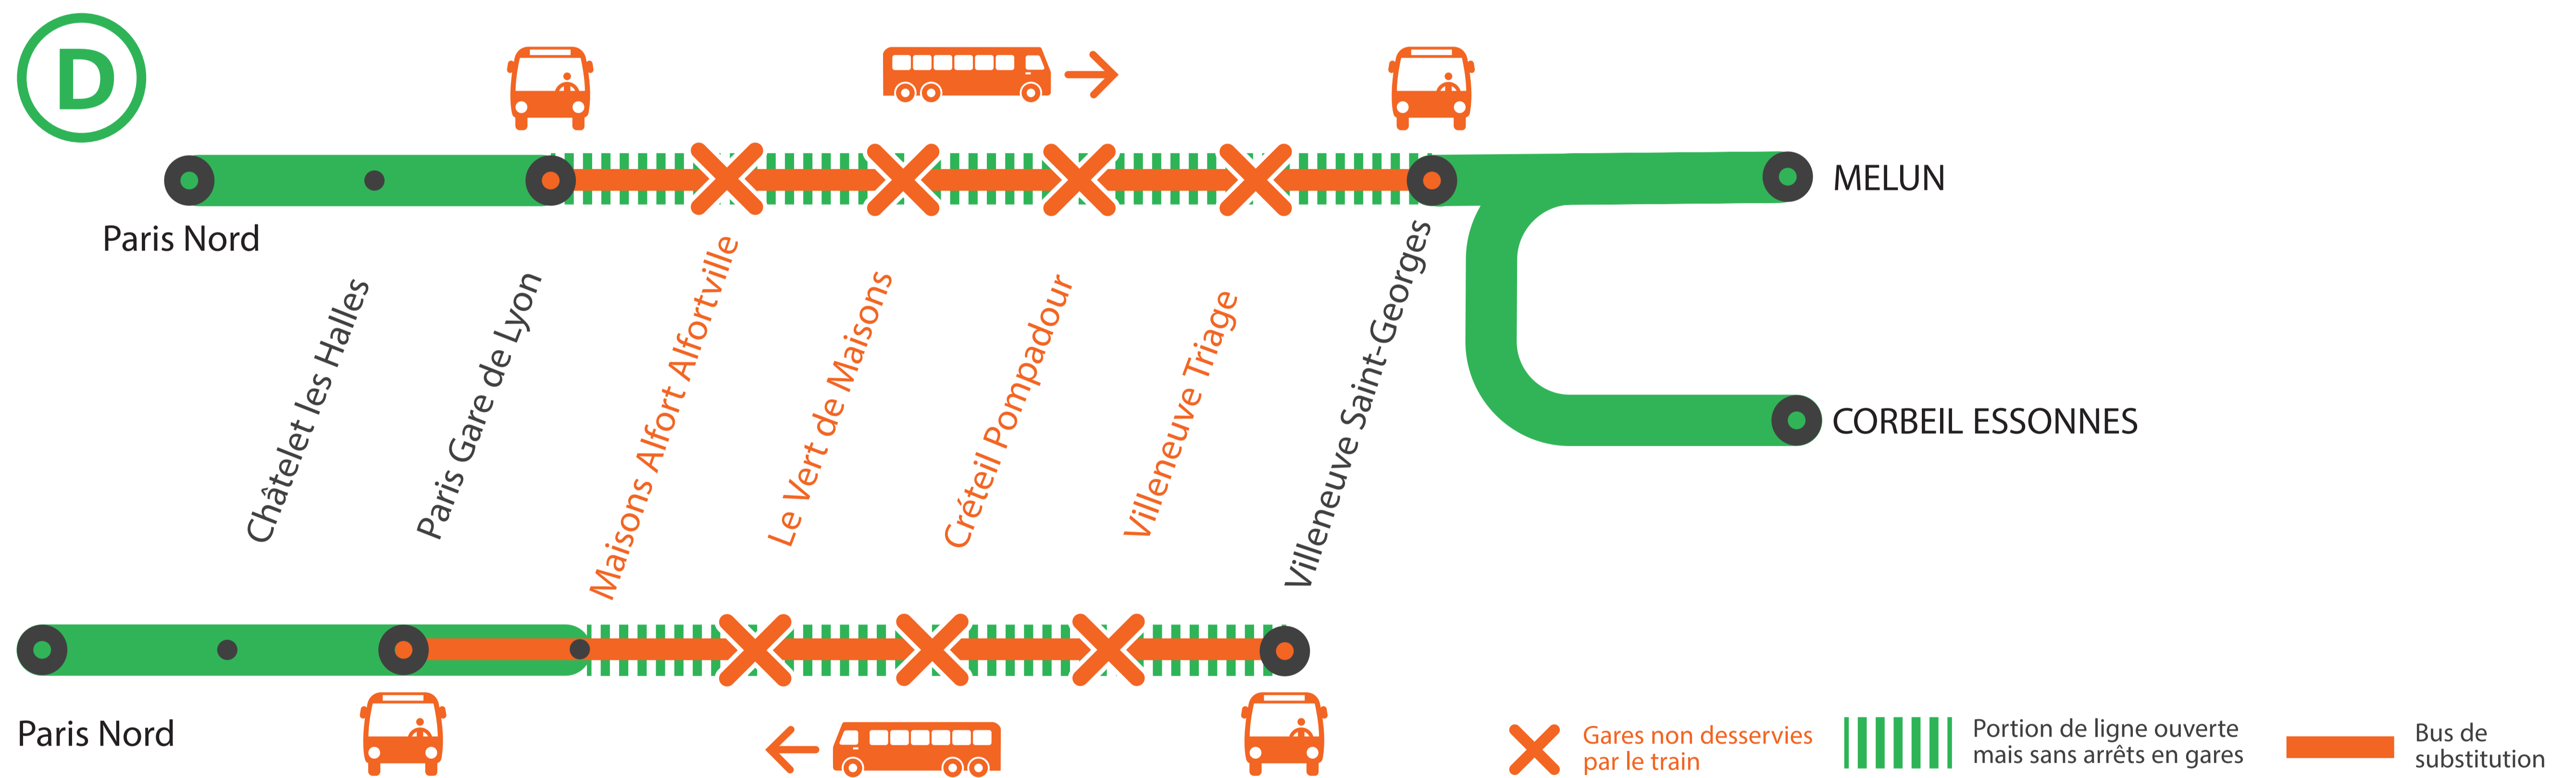 D
MELUN
Paris Nord
Châtelet les Halles
Paris Gare de Lyon
Maisons Alfort Alfortville
Le Vert de Maisons
Créteil Pompadour
Villeneuve Triage
Villeneuve Saint-Georges
CORBEIL ESSONNES
Paris Nord
Gares non desservies
par le train
Portion de ligne ouverte
mais sans arrêts en gares
Bus de
substitution